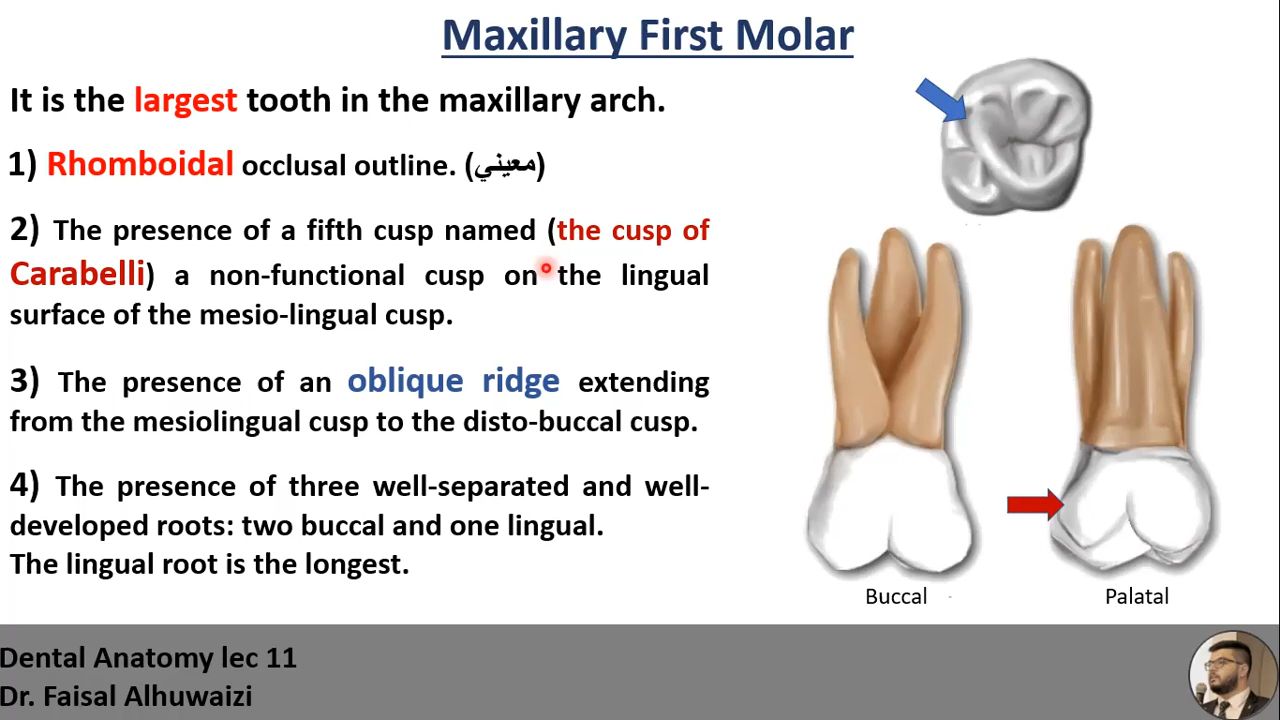 Maxillary First Molar
It is the largest tooth in the maxillary arch.
1) Rhomboidal occlusal outline. (معيني)
2) The presence of a fifth cusp named (the cusp of
Carabelli) a non-functional cusp on the lingual
surface of the mesio-lingual cusp.
3) The presence of an oblique ridge extending
from the mesiolingual cusp to the disto-buccal cusp.
4) The presence of three well-separated and well-
developed roots: two buccal and one lingual.
The lingual root is the longest.
Buccal
Palatal
Dental Anatomy lec 11
Dr. Faisal Alhuwaizi